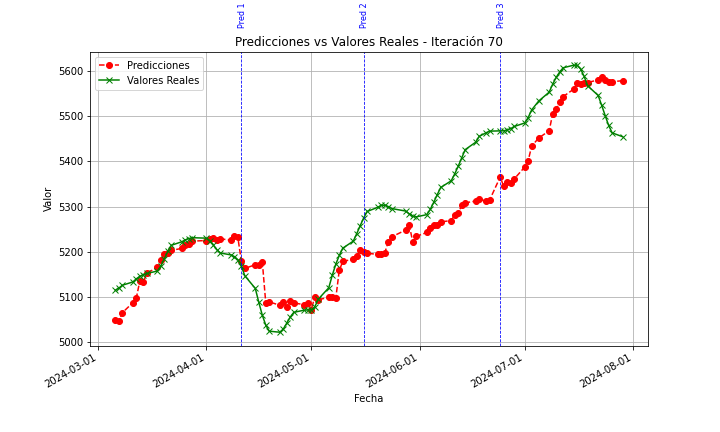 Pred 1
Pred 2
Pred 3
Predicciones vs Valores Reales - Iteración 70
Predicciones
Valores Reales
5600
5500
5400
5300
5200
5100
5000
Valor
2024-03-01
2024-04-01
2024-05-01
2024-06-01
2024-07-01
2024-08-01
Fecha